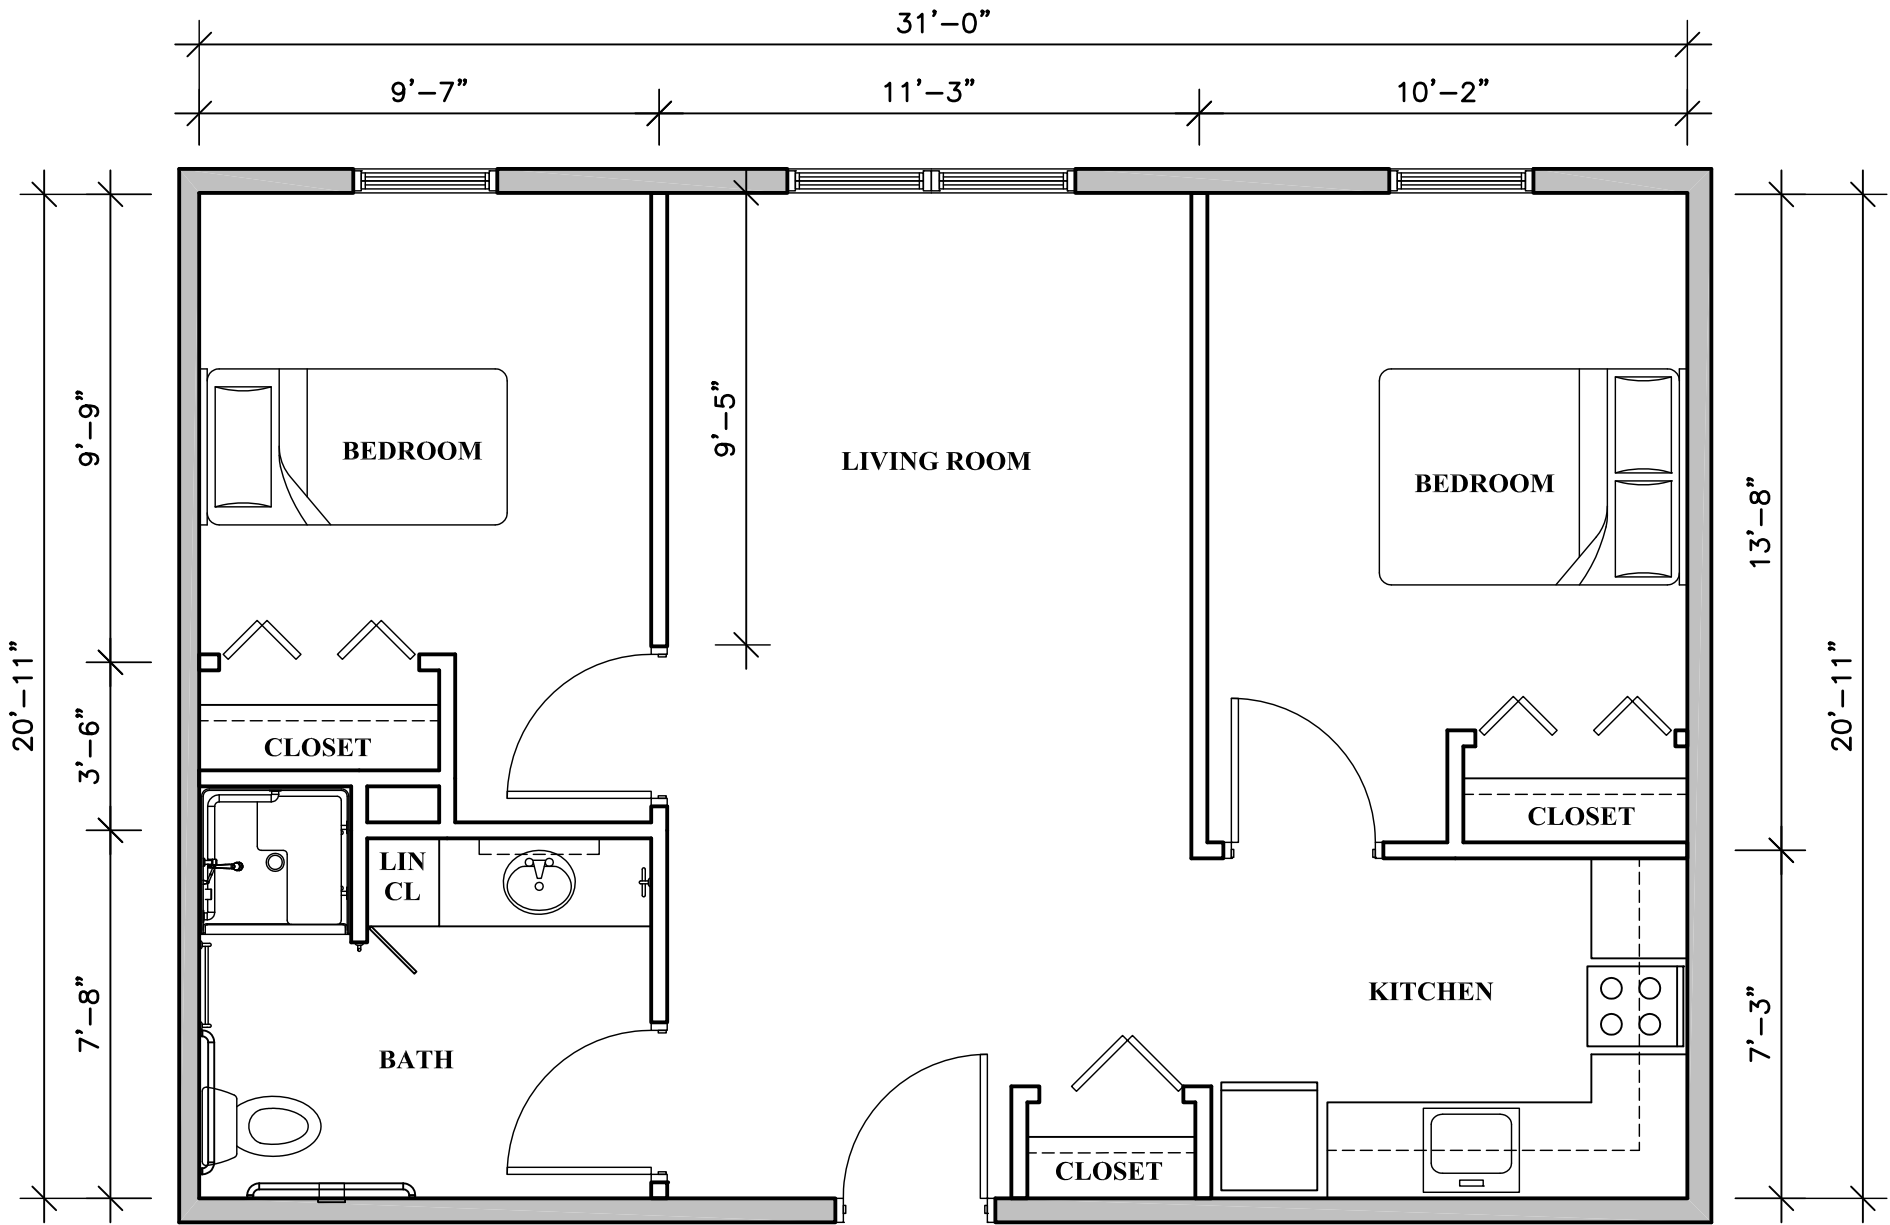 31’-0”
9’-7”
11’-3”
10’-2”
9’-9”
9’-5”
LIVING ROOM
BEDROOM
BEDROOM
13’-8”
20’-11”
20’-11”
3’-6”
CLOSET
CLOSET
LIN
CL
7’-8”
KITCHEN
7’-3”
BATH
CLOSET